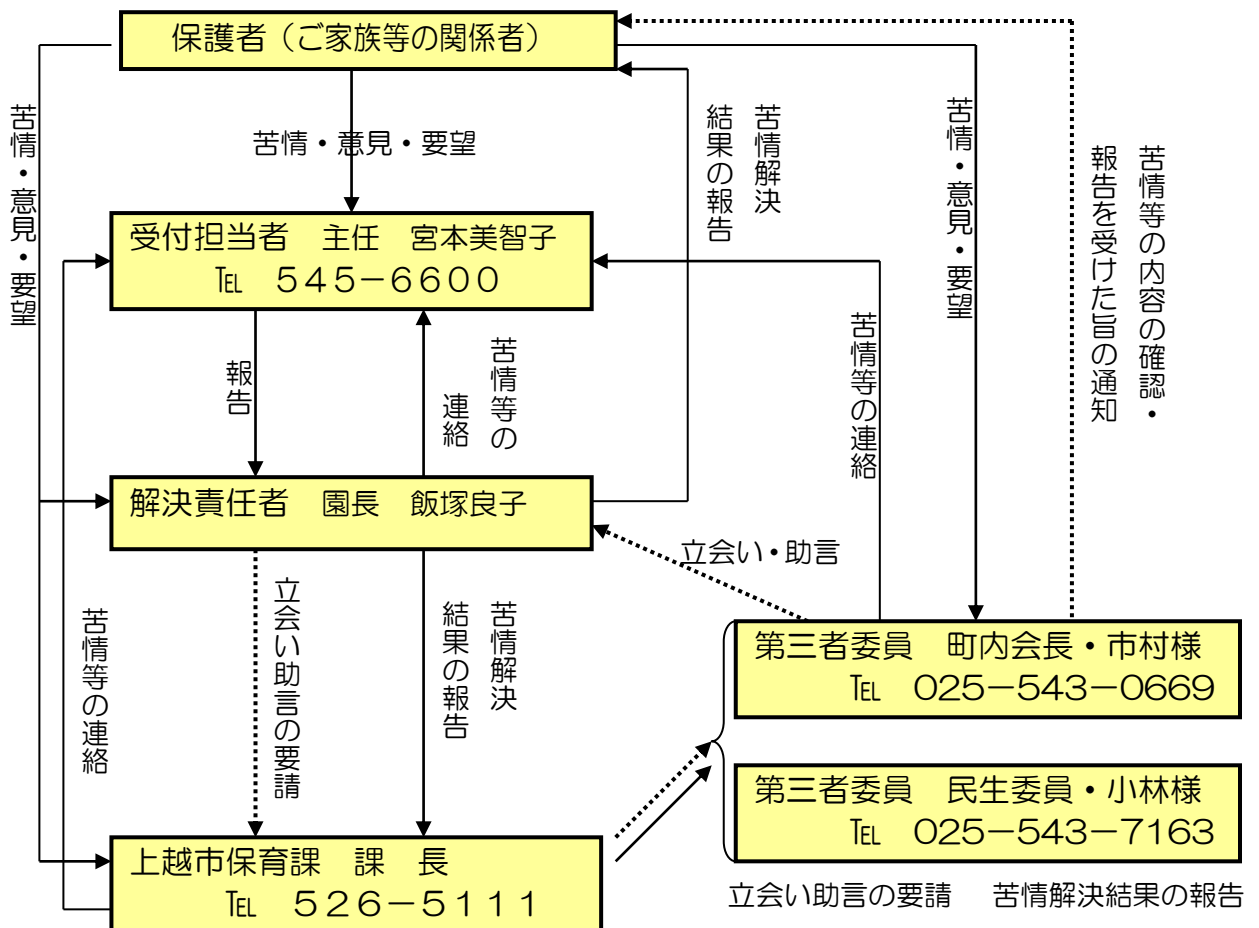 保護者（ご家族等の関係者）
苦情・意見・要望
苦情・意見・要望
苦情解決
結果の報告
苦情・意見・要望
苦情等の内容の確認・
報告を受けた旨の通知
受付担当者　主任　宮本美智子
℡　５４５－６６００
報告
苦情等の
連絡
苦情等の連絡
解決責任者　園長　飯塚良子
立会い・助言
苦情等の連絡
立会い助言の要請
苦情解決
結果の報告
第三者委員　町内会長・市村様
℡　０２５－５４３－０６６９
第三者委員　民生委員・小林様
℡　０２５－５４３－７１６３
上越市保育課　課　長
℡　５２６－５１１１
立会い助言の要請　苦情解決結果の報告